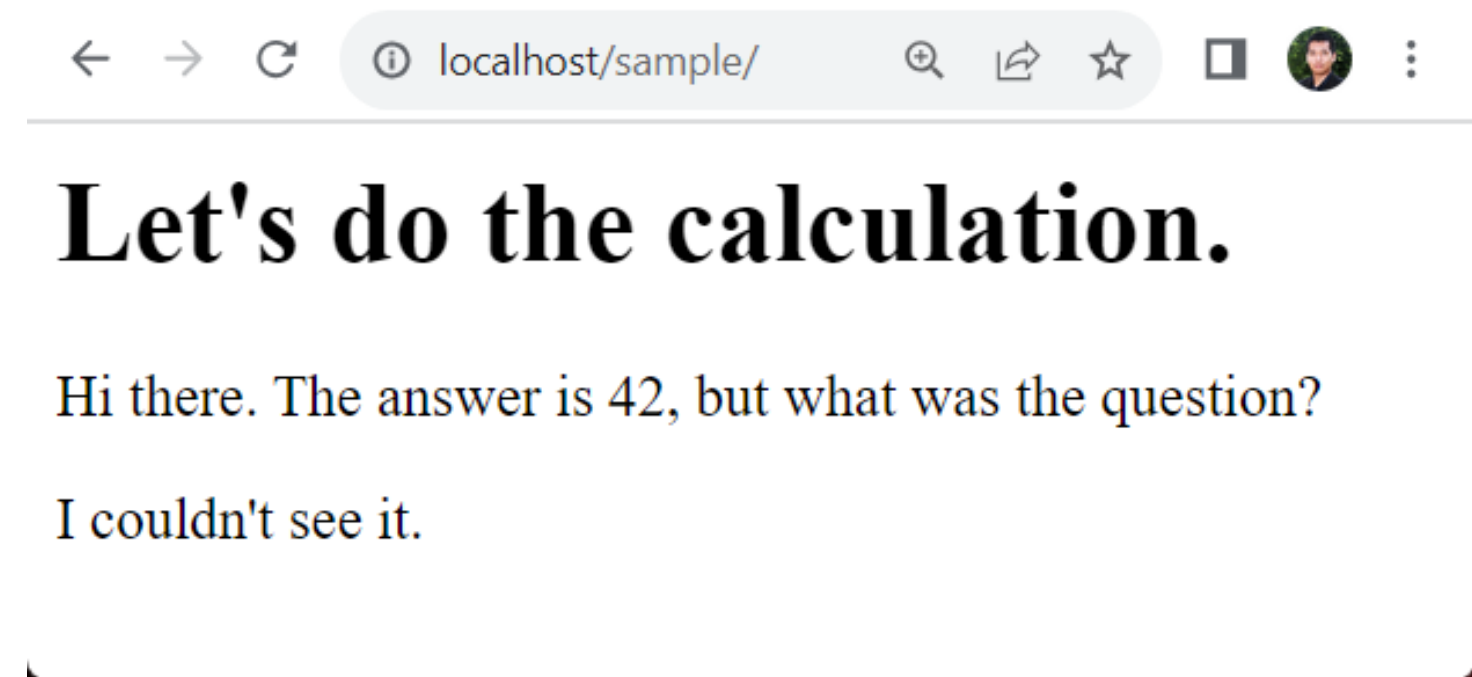 localhost/sample/
Let's do the calculation.
Hi there. The answer is 42, but what was the question?
I couldn't see it.